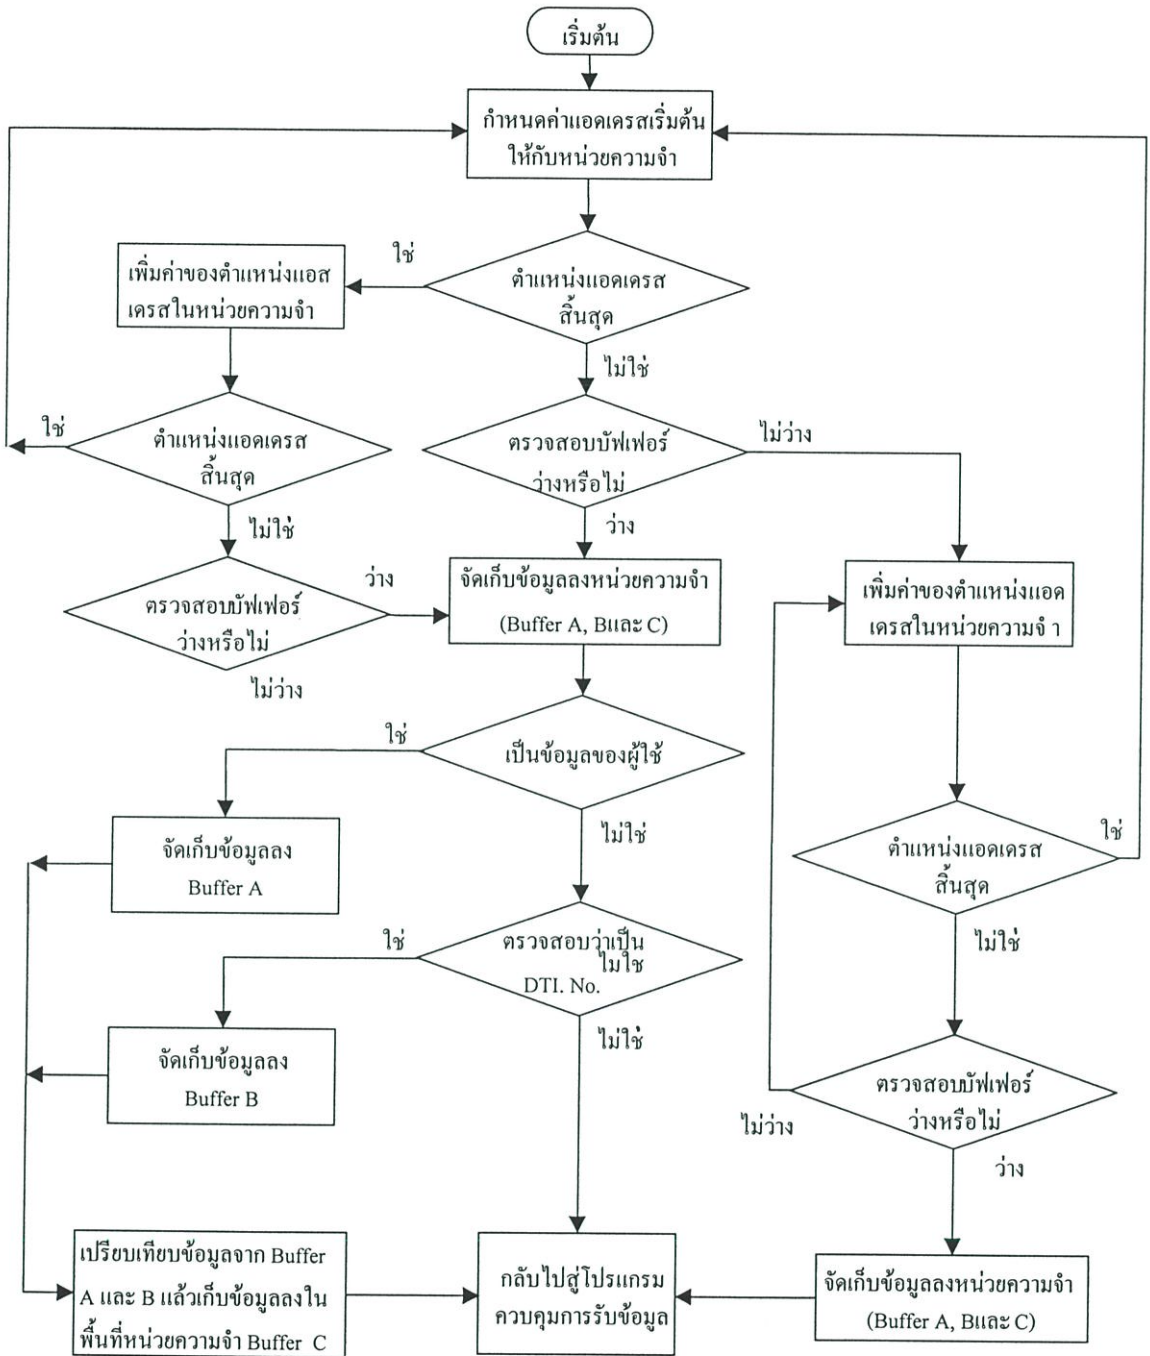 เริ่มต้น
กำหนดค่าแอดเดรสเริ่มต้น
ให้กับหน่วยความจำ
ใช่
เพิ่มค่าของตำแหน่งแอส
เดรสในหน่วยความจำ
ตำแหน่งแอดเดรส
สิ้นสุด
ไม่ใช่
ใช่
ตำแหน่งแอดเดรส
สิ้นสุด
ตรวจสอบบัฟเฟอร์
ว่างหรือไม่
ไม่ว่าง
ไม่ใช่
ว่าง
ตรวจสอบบัฟเฟอร์
ว่างหรือไม่
ว่าง
ไม่ว่าง
จัดเก็บข้อมูลลงหน่วยความจำ
(Buffer A, Bและ C)
เพิ่มค่าของตำแหน่งแอด
เดรสในหน่วยความจำ
ใช่
เป็นข้อมูลของผู้ใช้
ไม่ใช่
จัดเก็บข้อมูลลง
Buffer A
ตำแหน่งแอดเดรส
สิ้นสุด
ใช่
ไม่ใช่
ใช่
ตรวจสอบว่าเป็น
ไมใช
DTI. No.
ไม่ใช่
จัดเก็บข้อมูลลง
Buffer B
ตรวจสอบบัฟเฟอร์
ว่างหรือไม่
ไม่ว่าง
ว่าง
เปรียบเทียบข้อมูลจาก Buffer
A และ B แล้วเก็บข้อมูลลงใน
พื้นที่หน่วยความจำ Buffer C
กลับไปสู่โปรแกรม
ควบคุมการรับข้อมูล
จัดเก็บข้อมูลลงหน่วยความจำ
(Buffer A, Bและ C)